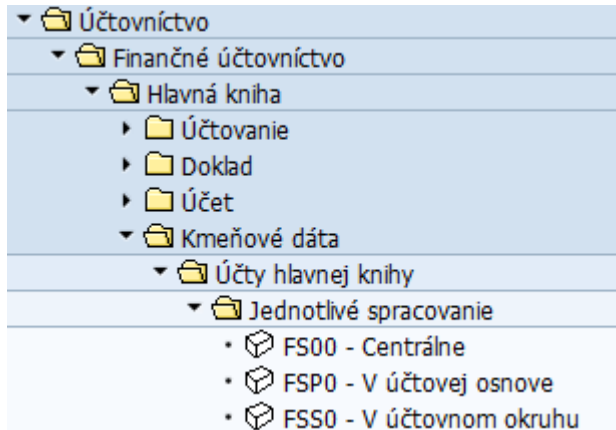 Účtovníctvo
Finančné účtovníctvo
Hlavná kniha
Účtovanie
Doklad
Účet
Kmeňové dáta
Účty hlavnej knihy
Jednotlivé spracovanie
FS00 - Centrálne
FSP0 - V účtovej osnove
FSS0 - V účtovnom okruhu